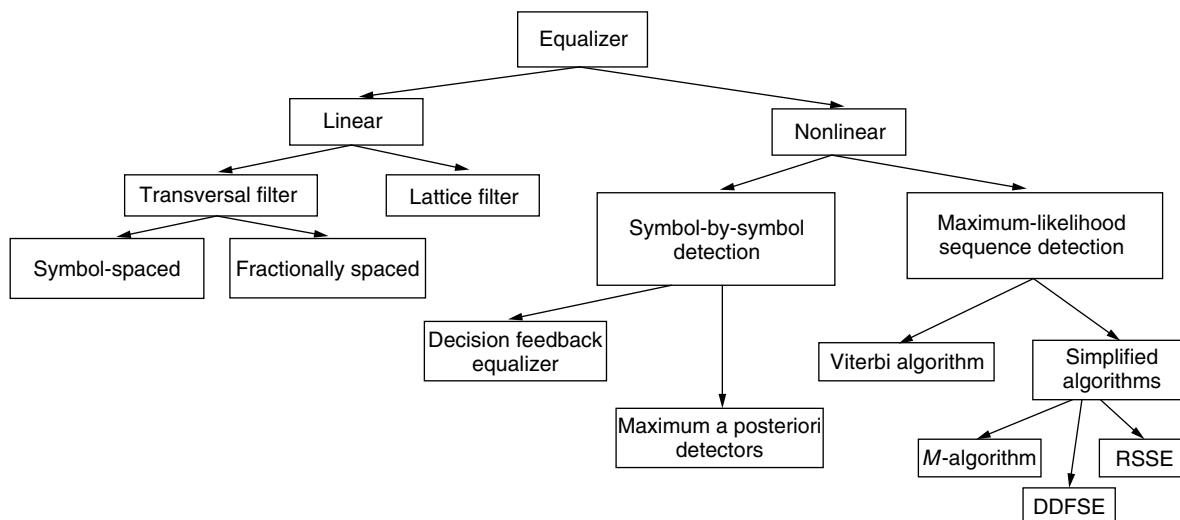 Equalizer
Linear
Nonlinear
Transversal filter
Lattice filter
Symbol-by-symbol
detection
Maximum-likelihood
sequence detection
Symbol-spaced
Fractionally spaced
Decision feedback
equalizer
Viterbi algorithm
Simplified
algorithms
Maximum a posteriori
detectors
M-algorithm
RSSE
DDFSE